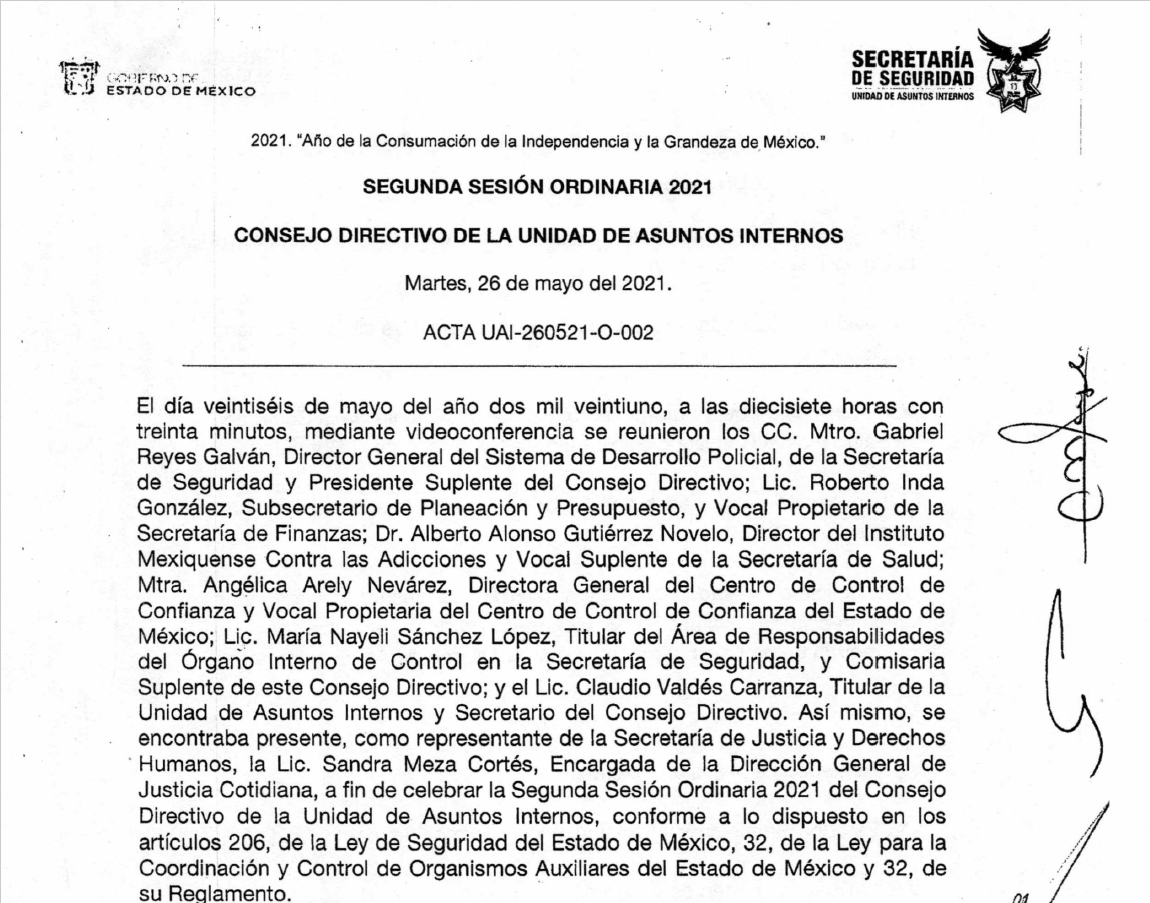 GOBIERNO DE
ESTADO DE MÉXICO
SECRETARÍA
DE SEGURIDAD
UNIDAD DE ASUNTOS INTERNOS
2021. "Año de la Consumación de la Independencia y la Grandeza de México."
SEGUNDA SESIÓN ORDINARIA 2021
CONSEJO DIRECTIVO DE LA UNIDAD DE ASUNTOS INTERNOS
Martes, 26 de mayo del 2021.
ACTA UAI-260521-O-002
El día veintiséis de mayo del año dos mil veintiuno, a las diecisiete horas con
treinta minutos, mediante videoconferencia se reunieron los CC. Mtro. Gabriel
Reyes Galván, Director General del Sistema de Desarrollo Policial, de la Secretaría
de Seguridad y Presidente Suplente del Consejo Directivo; Lic. Roberto Inda
González, Subsecretario de Planeación y Presupuesto, y Vocal Propietario de la
Secretaría de Finanzas; Dr. Alberto Alonso Gutiérrez Novelo, Director del Instituto
Mexiquense Contra las Adicciones y Vocal Suplente de la Secretaría de Salud;
Mtra. Angélica Arely Nevárez, Directora General del Centro de Control de
Confianza y Vocal Propietaria del Centro de Control de Confianza del Estado de
México; Lic. María Nayeli Sánchez López, Titular del Área de Responsabilidades
del Órgano Interno de Control en la Secretaría de Seguridad, y Comisaria
Suplente de este Consejo Directivo; y el Lic. Claudio Valdés Carranza, Titular de la
Unidad de Asuntos Internos y Secretario del Consejo Directivo. Así mismo, se
encontraba presente, como representante de la Secretaría de Justicia y Derechos
Humanos, la Lic. Sandra Meza Cortés, Encargada de la Dirección General de
Justicia Cotidiana, a fin de celebrar la Segunda Sesión Ordinaria 2021 del Consejo
Directivo de la Unidad de Asuntos Internos, conforme a lo dispuesto en los
artículos 206, de la Ley de Seguridad del Estado de México, 32, de la Ley para la
Coordinación y Control de Organismos Auxiliares del Estado de México y 32, de
su Reglamento.